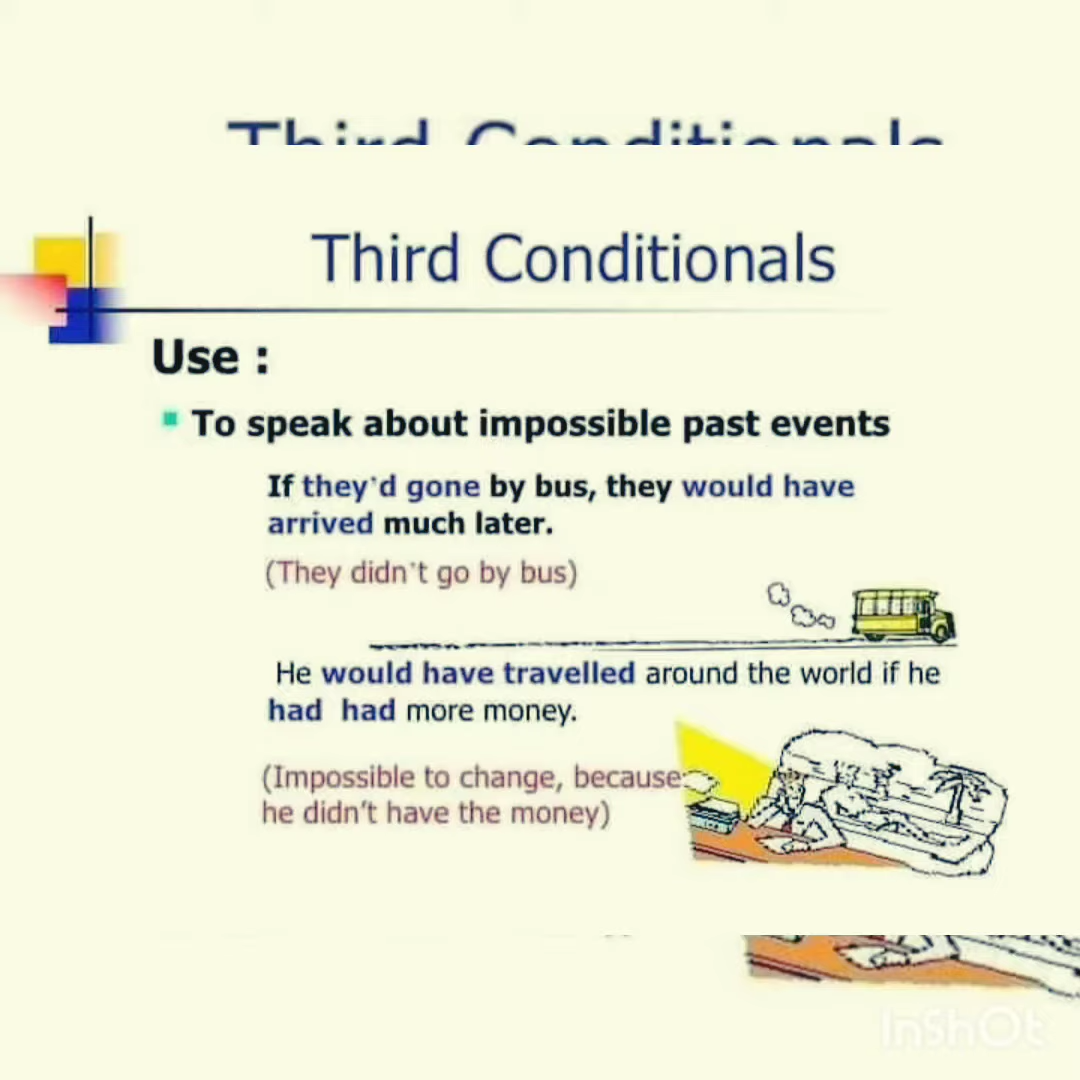 Third Conditionals
Third Conditionals
Use :
To speak about impossible past events
If they'd gone by bus, they would have
arrived much later.
(They didn't go by bus)
He would have travelled around the world if he
had had more money.
(Impossible to change, because
he didn't have the money)
InShOt